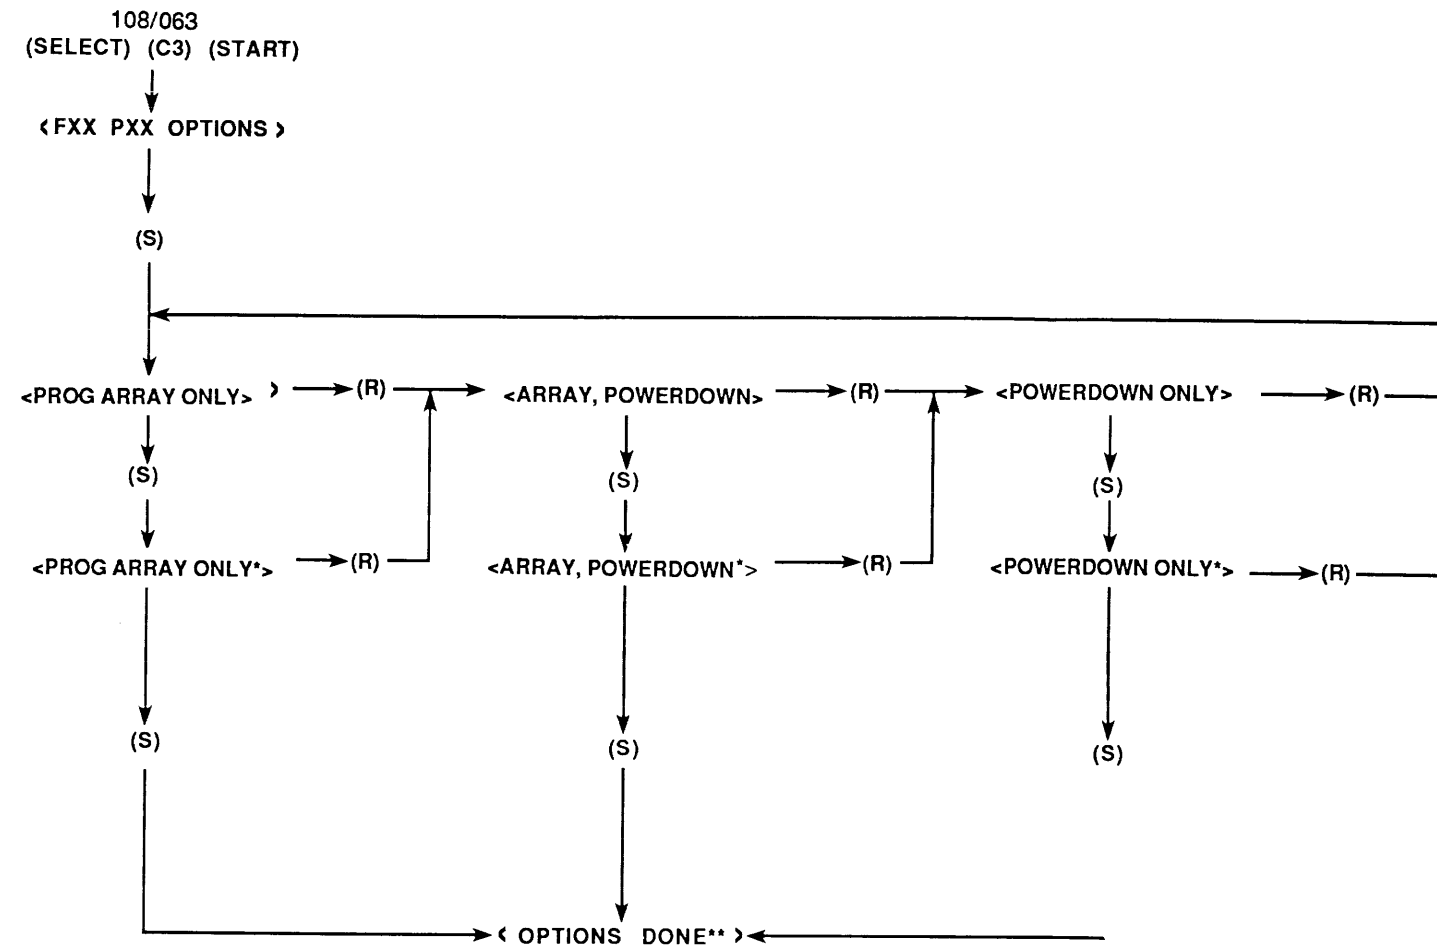 108/063
(SELECT) (C3) (START)
<FXX PXX OPTIONS>
(S)
<PROG ARRAY ONLY> > (R) <ARRAY, POWERDOWN> (R) <POWERDOWN ONLY> (R)
(S) (S) (S)
<PROG ARRAY ONLY*> (R) <ARRAY, POWERDOWN*> (R) <POWERDOWN ONLY*> (R)
(S) (S) (S)
< OPTIONS DONE** >